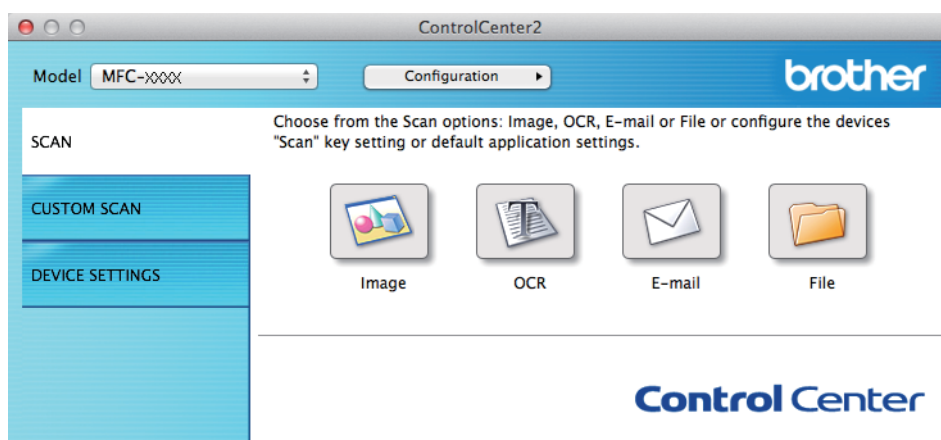 ControlCenter2
Model MFC-XXXX Configuration brother
SCAN
Choose from the Scan options: Image, OCR, E-mail or File or configure the devices
"Scan" key setting or default application settings.
CUSTOM SCAN
DEVICE SETTINGS
Image OCR E-mail File
Control Center